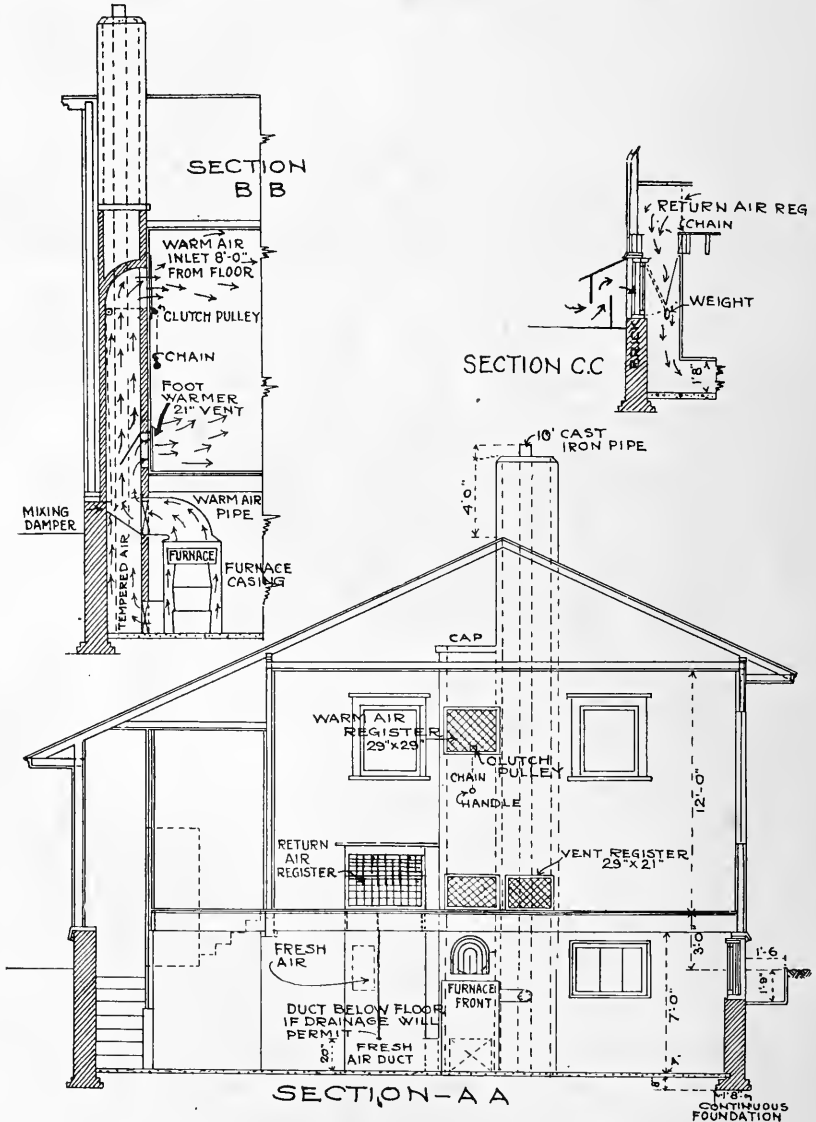 SECTION
B B
WARM AIR
INLET 8'-0"
FROM FLOOR
CLUTCH PULLEY
CHAIN
FOOT
WARMER
21" VENT
WARM AIR
PIPE
MIXING
DAMPER
FURNACE
FURNACE
CASING
TEMPERED AIR
RETURN AIR REG
CHAIN
WEIGHT
BRICK
SECTION C.C
1'8"
10' CAST
IRON PIPE
4'0"
CAP
WARM AIR
REGISTER
29"X29"
CLUTCH
PULLEY
CHAIN
HANDLE
12'-0"
RETURN
AIR
REGISTER
VENT REGISTER
29"X21"
3'0"
1'-6
1'9"
FRESH
AIR
FURNACE
FRONT
7'0"
DUCT BELOW FLOOR
IF DRAINAGE WILL
PERMIT
20"
FRESH
AIR DUCT
8"
1'8"
SECTION-AA
CONTINUOUS
FOUNDATION